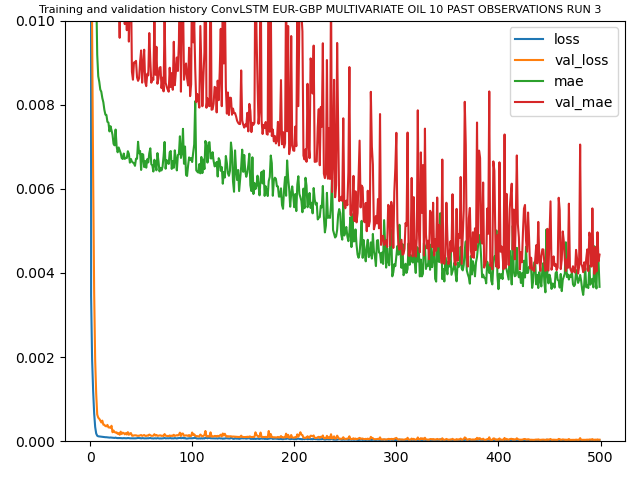 Training and validation history ConvLSTM EUR-GBP MULTIVARIATE OIL 10 PAST OBSERVATIONS RUN 3
0.010
0.008
0.006
0.004
0.002
0.000
0 100 200 300 400 500
loss
val_loss
mae
val_mae